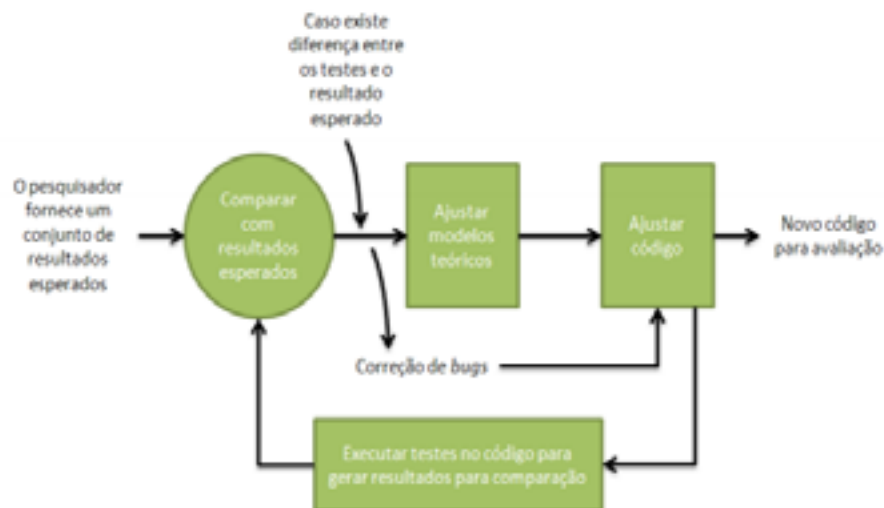 Caso existe
diferença entre
os testes e o
resultado
esperado
O pesquisador
fornece um
conjunto de
resultados
esperados
Comparar
com
resultados
esperados
Ajustar
modelos
teóricos
Ajustar
código
Novo código
para avaliação
Correção de bugs
Executar testes no código para
gerar resultados para comparação